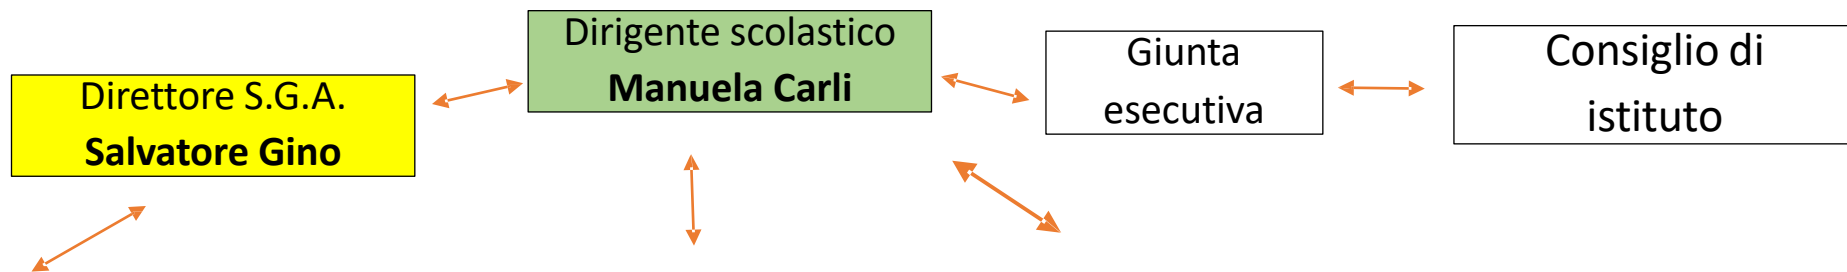 Direttore S.G.A.
Salvatore Gino
Dirigente scolastico
Manuela Carli
Giunta
esecutiva
Consiglio di
istituto